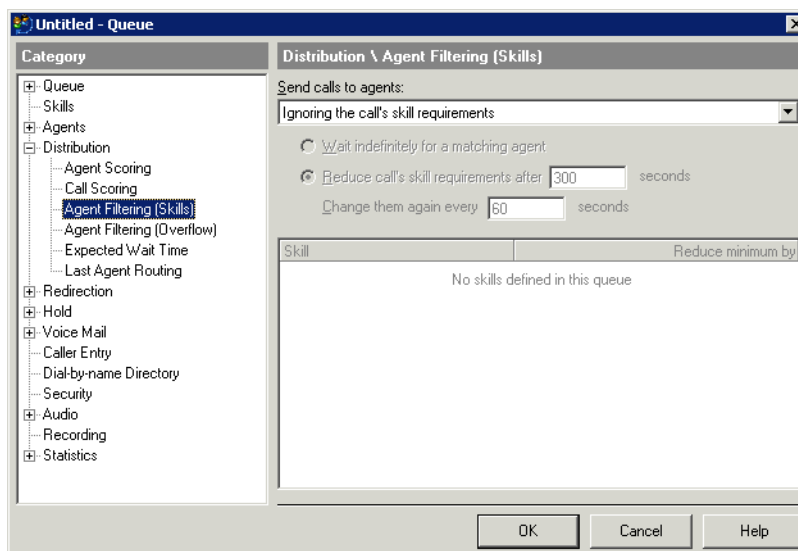 Untitled - Queue
Category
Queue
Skills
Agents
Distribution
Agent Scoring
Call Scoring
Agent Filtering (Skills)
Agent Filtering (Overflow)
Expected Wait Time
Last Agent Routing
Redirection
Hold
Voice Mail
Caller Entry
Dial-by-name Directory
Security
Audio
Recording
Statistics
Distribution \ Agent Filtering (Skills)
Send calls to agents:
Ignoring the call's skill requirements
Wait indefinitely for a matching agent
Reduce call's skill requirements after 300 seconds
Change them again every 60 seconds
Skill Reduce minimum by
No skills defined in this queue
OK Cancel Help